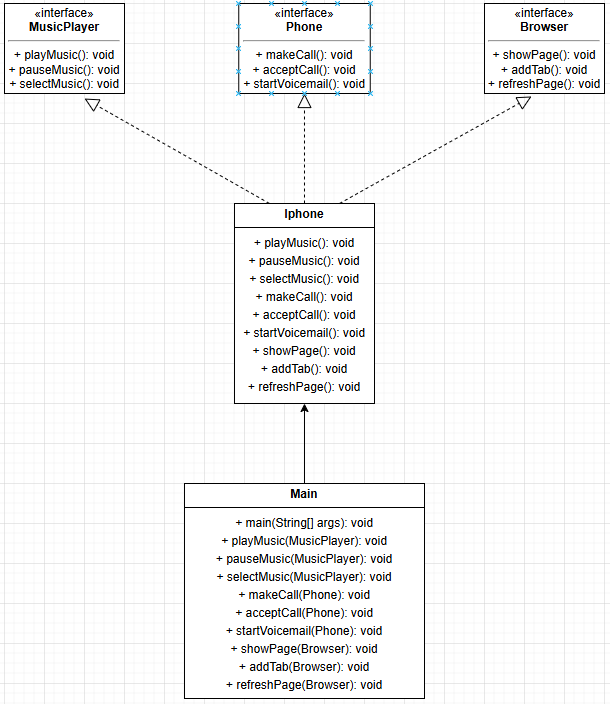 «interface»
MusicPlayer
+ playMusic(): void
+ pauseMusic(): void
+ selectMusic(): void
«interface»
Phone
+ makeCall(): void
+ acceptCall(): void
+ startVoicemail(): void
«interface»
Browser
+ showPage(): void
+ addTab(): void
+ refreshPage(): void
Iphone
+ playMusic(): void
+ pauseMusic(): void
+ selectMusic(): void
+ makeCall(): void
+ acceptCall(): void
+ startVoicemail(): void
+ showPage(): void
+ addTab(): void
+ refreshPage(): void
Main
+ main(String[] args): void
+ playMusic(MusicPlayer): void
+ pauseMusic(MusicPlayer): void
+ selectMusic(MusicPlayer): void
+ makeCall(Phone): void
+ acceptCall(Phone): void
+ startVoicemail(Phone): void
+ showPage(Browser): void
+ addTab(Browser): void
+ refreshPage(Browser): void